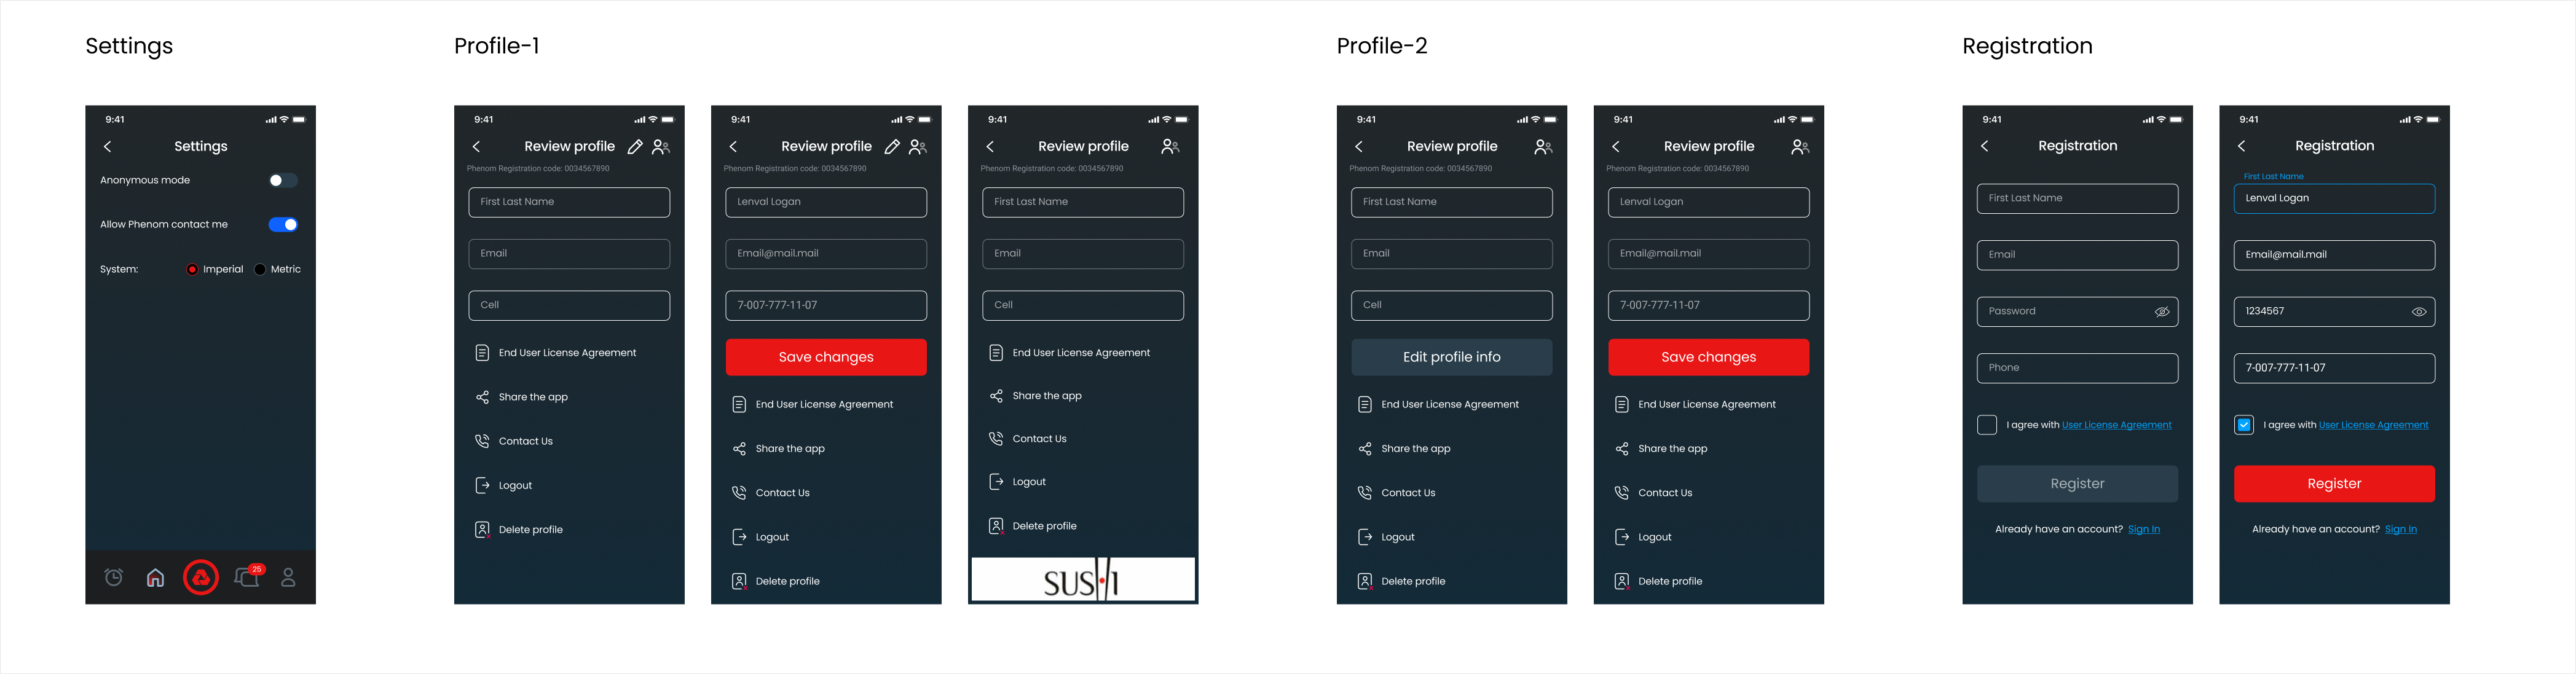 Settings
9:41
Settings
Anonymous mode
Allow Phenom contact me
System: Imperial Metric
25
Profile-1
9:41
Review profile
Phenom Registration code: 0034567890
First Last Name
Email
Cell
End User License Agreement
Share the app
Contact Us
Logout
Delete profile
9:41
Review profile
Phenom Registration code: 0034567890
Lenval Logan
Email@mail.mail
7-007-777-11-07
Save changes
End User License Agreement
Share the app
Contact Us
Logout
Delete profile
9:41
Review profile
Phenom Registration code: 0034567890
First Last Name
Email
Cell
End User License Agreement
Share the app
Contact Us
Logout
Delete profile
SUSHI
Profile-2
9:41
Review profile
Phenom Registration code: 0034567890
First Last Name
Email
Cell
Edit profile info
End User License Agreement
Share the app
Contact Us
Logout
Delete profile
9:41
Review profile
Phenom Registration code: 0034567890
Lenval Logan
Email@mail.mail
7-007-777-11-07
Save changes
End User License Agreement
Share the app
Contact Us
Logout
Delete profile
Registration
9:41
Registration
First Last Name
Email
Password
Phone
I agree with User License Agreement
Register
Already have an account? Sign In
9:41
Registration
First Last Name
Lenval Logan
Email@mail.mail
1234567
7-007-777-11-07
I agree with User License Agreement
Register
Already have an account? Sign In